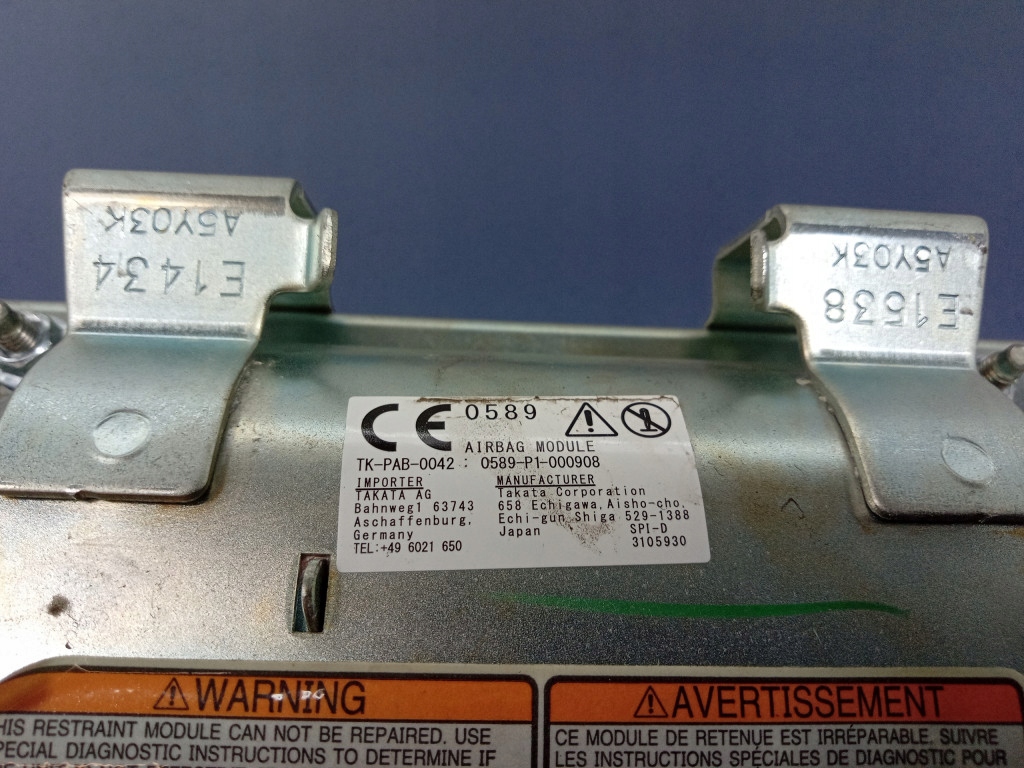 A5Y03K
E1434
A5Y03K
E1538
CE 0589
AIRBAG MODULE
TK-PAB-0042 : 0589-P1-000908
IMPORTER
TAKATA AG
Bahnweg1 63743
Aschaffenburg,
Germany
TEL:+49 6021 650
MANUFACTURER
Takata Corporation
658 Echigawa, Aisho-cho,
Echi-gun, Shiga 529-1388
Japan
SPI-D
3105930
WARNING
THIS RESTRAINT MODULE CAN NOT BE REPAIRED. USE
SPECIAL DIAGNOSTIC INSTRUCTIONS TO DETERMINE IF
AVERTISSEMENT
CE MODULE DE RETENUE EST IRRÉPARABLE. SUIVRE
LES INSTRUCTIONS SPÉCIALES DE DIAGNOSTIC POUR